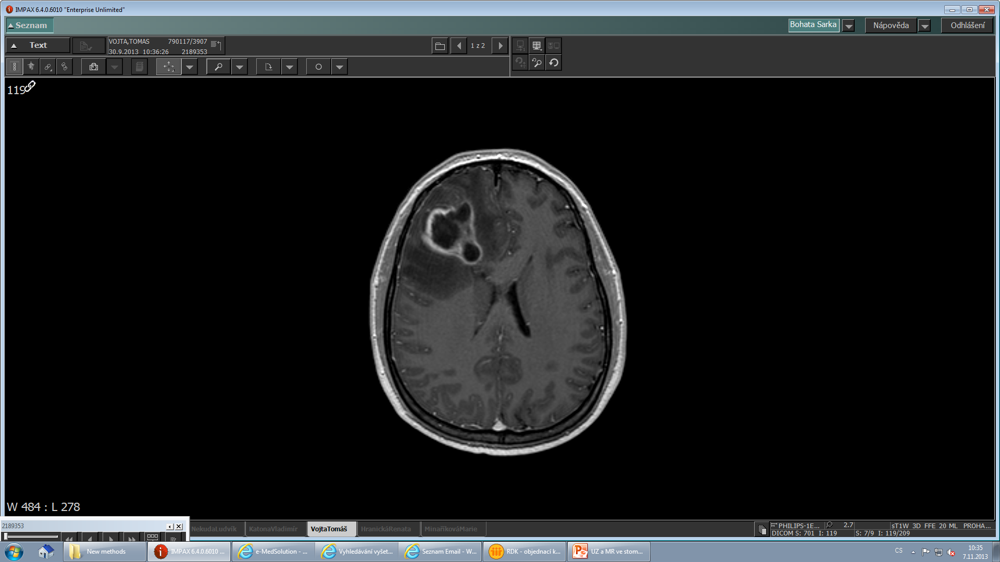 IMPAX 6.4.0.6010 "Enterprise Unlimited"
Seznam
Bohata Sarka
Nápověda
Odhlášení
Text
VOJTA,TOMAS 790117/3907
30.9.2013 10:36:26 2189353
1 z 2
119
W 484 : L 278
2189353
NekudaLudvík
KatonaVladimír
VojtaTomáš
HranickáRenata
MinaříkováMarie
PHILIPS-1E... 2.7 sT1W 3D FFE 20 ML PROHA...
DICOM S: 701 I: 119 S: 7/9 I: 119/209
New methods
IMPAX 6.4.0.6010 ...
e-MedSolution - ...
Vyhledávání vyšet...
Seznam Email - W...
RDK - objednací k...
UZ a MR ve stom...
CS
10:35
7.11.2013